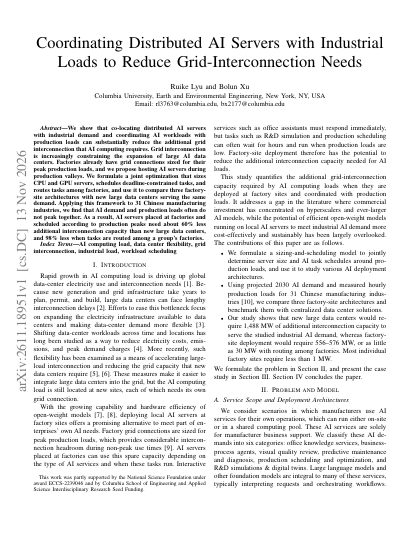 Coordinating Distributed AI Servers with Industrial
Loads to Reduce Grid-Interconnection Needs
Ruike Lyu and Bolun Xu
Columbia University, Earth and Environmental Engineering, New York, NY, USA
Email: rl3763@columbia.edu, bx2177@columbia.edu
arXiv:2611.18951v1 [cs.DC] 13 Nov 2026
Abstract—We show that co-locating distributed AI servers
with industrial demand and coordinating AI workloads with
production loads can substantially reduce the additional grid
interconnection that AI computing requires. Grid interconnection
is increasingly constraining the expansion of large AI data
centers. Factories already have grid connections sized for their
peak production loads, and we propose hosting AI servers during
production valleys. We formulate a joint optimization that sizes
CPU and GPU servers, schedules deadline-constrained tasks, and
routes tasks among factories, and use it to compare three factory-
site architectures with new large data centers serving the same
demand. Applying this framework to 31 Chinese manufacturing
industries, we find that AI demand and production loads often do
not peak together. As a result, AI servers placed at factories and
scheduled according to production peaks need about 60% less
additional interconnection capacity than new large data centers,
and 98% less when tasks are routed among a group's factories.
Index Terms—AI computing load, data center flexibility, grid
interconnection, industrial load, workload scheduling
I. INTRODUCTION
Rapid growth in AI computing load is driving up global
data-center electricity use and interconnection needs [1]. Be-
cause new generation and grid infrastructure take years to
plan, permit, and build, large data centers can face lengthy
interconnection delays [2]. Efforts to ease this bottleneck focus
on expanding the electricity infrastructure available to data
centers and making data-center demand more flexible [3].
Shifting data-center workloads across time and locations has
long been studied as a way to reduce electricity costs, emis-
sions, and peak demand charges [4]. More recently, such
flexibility has been examined as a means of accelerating large-
load interconnection and reducing the grid capacity that new
data centers require [5], [6]. These measures make it easier to
integrate large data centers into the grid, but the AI computing
load is still located at new sites, each of which needs its own
grid connection.
With the growing capability and hardware efficiency of
open-weight models [7], [8], deploying local AI servers at
factory sites offers a promising alternative to meet part of en-
terprises' own AI needs. Factory grid connections are sized for
peak production loads, which provides considerable intercon-
nection headroom during non-peak use times [9]. AI servers
placed at factories can use this spare capacity depending on
the type of AI services and when these tasks run. Interactive
This work was partly supported by the National Science Foundation under
award ECCS-2239046 and by Columbia School of Engineering and Applied
Science Interdisciplinary Research Seed Funding.
services such as office assistants must respond immediately,
but tasks such as R&D simulation and production scheduling
can often wait for hours and run when production loads are
low. Factory-site deployment therefore has the potential to
reduce the additional interconnection capacity needed for AI
loads.
This study quantifies the additional grid-interconnection
capacity required by AI computing loads when they are
deployed at factory sites and coordinated with production
loads. It addresses a gap in the literature where commercial
investment has concentrated on hyperscalers and ever-larger
AI models, while the potential of efficient open-weight models
running on local AI servers to meet industrial AI demand more
cost-effectively and sustainably has been largely overlooked.
The contributions of this paper are as follows.
• We formulate a sizing-and-scheduling model to jointly
determine server size and AI task schedules around pro-
duction loads, and use it to study various AI deployment
architectures.
• Using projected 2030 AI demand and measured hourly
production loads for 31 Chinese manufacturing indus-
tries [10], we compare three factory-site architectures and
benchmark them with centralized data center solutions.
• Our study shows that new large data centers would re-
quire 1,488 MW of additional interconnection capacity to
serve the studied industrial AI demand, whereas factory-
site deployment would require 556–576 MW, or as little
as 30 MW with routing among factories. Most individual
factory sites require less than 1 MW.
We formulate the problem in Section II, and present the case
study in Section III. Section IV concludes the paper.
II. PROBLEM AND MODEL
A. Service Scope and Deployment Architectures
We consider scenarios in which manufacturers use AI
services for their own operations, which can run either on-site
or in a shared computing pool. These AI services are solely
for manufacturer business support. We classify these AI de-
mands into six categories: office knowledge services, business-
process agents, visual quality review, predictive maintenance
and diagnosis, production scheduling and optimization, and
R&D simulations & digital twins. Large language models and
other foundation models are integral to many of these services,
typically interpreting requests and orchestrating workflows.